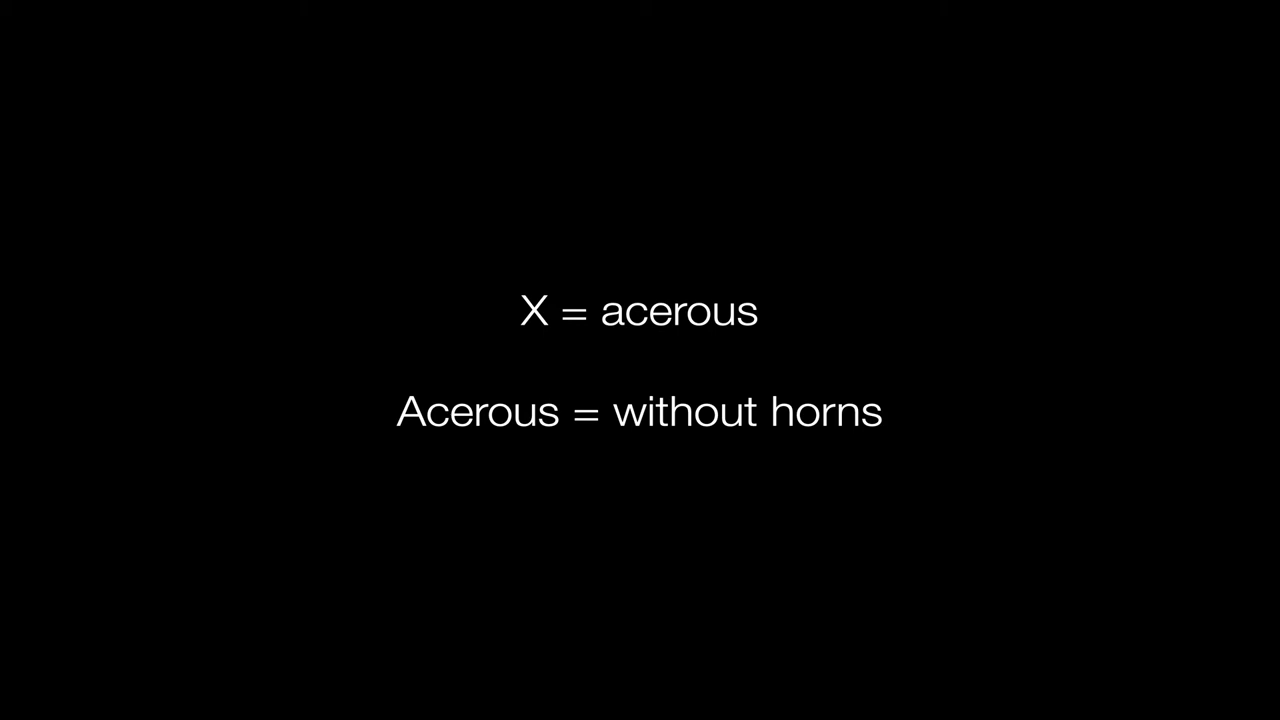 X = acerous
Acerous = without horns